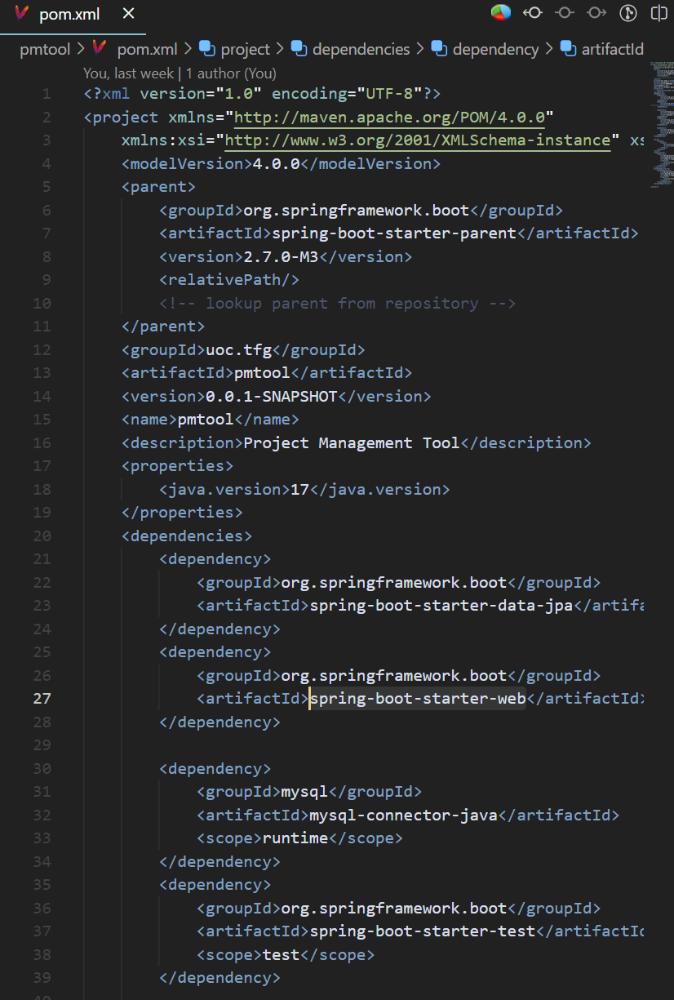 pom.xml
pmtool > pom.xml > project > dependencies > dependency > artifactId
You, last week | 1 author (You)
1 <?xml version="1.0" encoding="UTF-8"?>
2 <project xmlns="http://maven.apache.org/POM/4.0.0"
3 xmlns:xsi="http://www.w3.org/2001/XMLSchema-instance" xs
4 <modelVersion>4.0.0</modelVersion>
5 <parent>
6 <groupId>org.springframework.boot</groupId>
7 <artifactId>spring-boot-starter-parent</artifactId>
8 <version>2.7.0-M3</version>
9 <relativePath/>
10 <!-- lookup parent from repository -->
11 </parent>
12 <groupId>uoc.tfg</groupId>
13 <artifactId>pmtool</artifactId>
14 <version>0.0.1-SNAPSHOT</version>
15 <name>pmtool</name>
16 <description>Project Management Tool</description>
17 <properties>
18 <java.version>17</java.version>
19 </properties>
20 <dependencies>
21 <dependency>
22 <groupId>org.springframework.boot</groupId>
23 <artifactId>spring-boot-starter-data-jpa</artifa
24 </dependency>
25 <dependency>
26 <groupId>org.springframework.boot</groupId>
27 <artifactId>spring-boot-starter-web</artifactId>
28 </dependency>
29
30 <dependency>
31 <groupId>mysql</groupId>
32 <artifactId>mysql-connector-java</artifactId>
33 <scope>runtime</scope>
34 </dependency>
35 <dependency>
36 <groupId>org.springframework.boot</groupId>
37 <artifactId>spring-boot-starter-test</artifactId
38 <scope>test</scope>
39 </dependency>